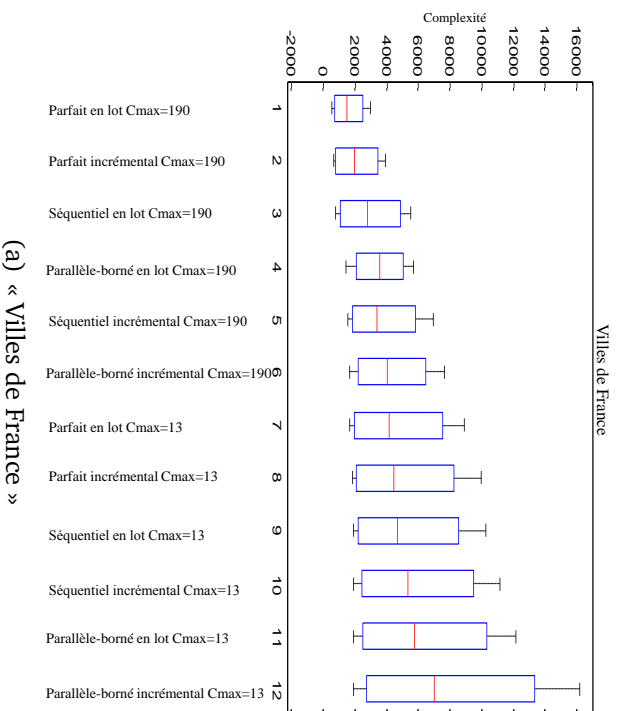 Complexité
-2000
0
2000
4000
6000
8000
10000
12000
14000
16000
Villes de France
Parfait en lot Cmax=190
1
Parfait incrémental Cmax=190
2
Séquentiel en lot Cmax=190
3
Parallèle-borné en lot Cmax=190
4
Séquentiel incrémental Cmax=190
5
Parallèle-borné incrémental Cmax=190
6
Parfait en lot Cmax=13
7
Parfait incrémental Cmax=13
8
Séquentiel en lot Cmax=13
9
Séquentiel incrémental Cmax=13
10
Parallèle-borné en lot Cmax=13
11
Parallèle-borné incrémental Cmax=13
12
(a) « Villes de France »